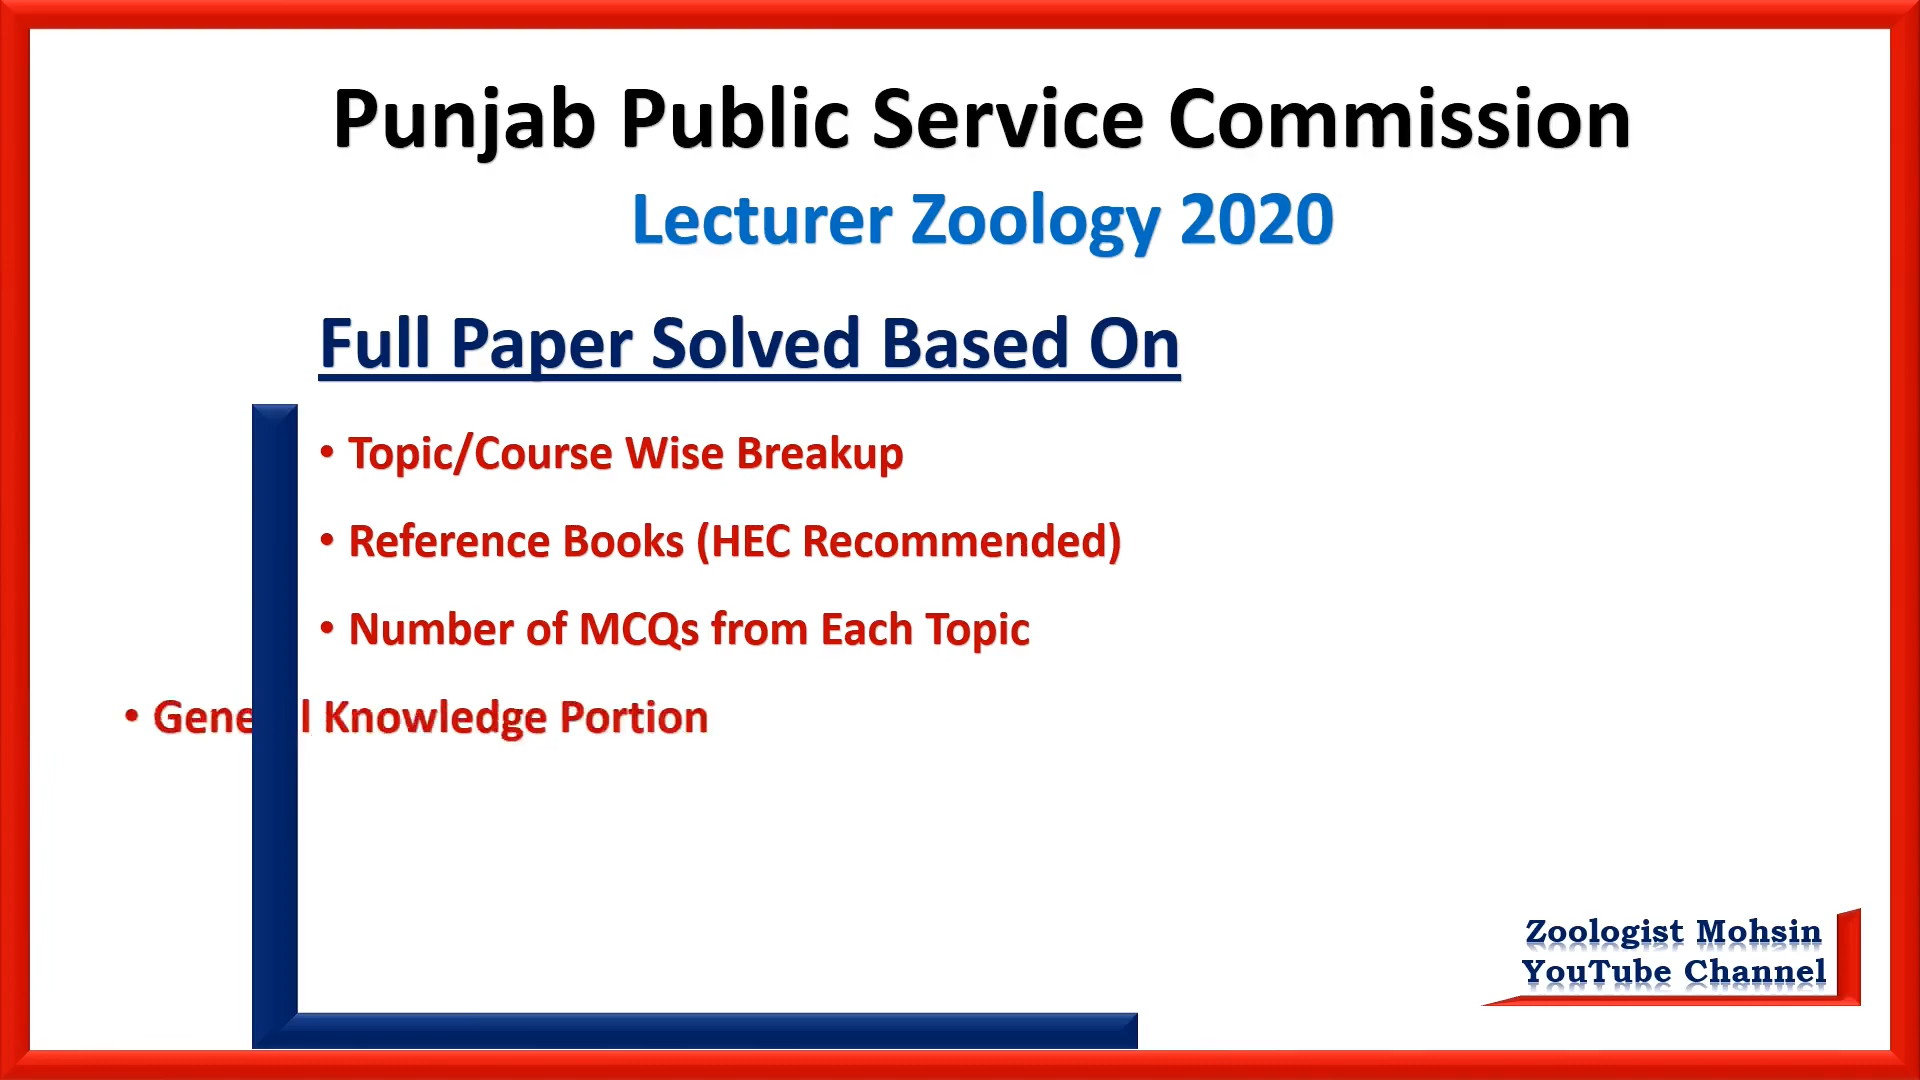 Punjab Public Service Commission
Lecturer Zoology 2020
Full Paper Solved Based On
• Topic/Course Wise Breakup
• Reference Books (HEC Recommended)
• Number of MCQs from Each Topic
• Knowledge Portion
Zoologist Mohsin
YouTube Channel